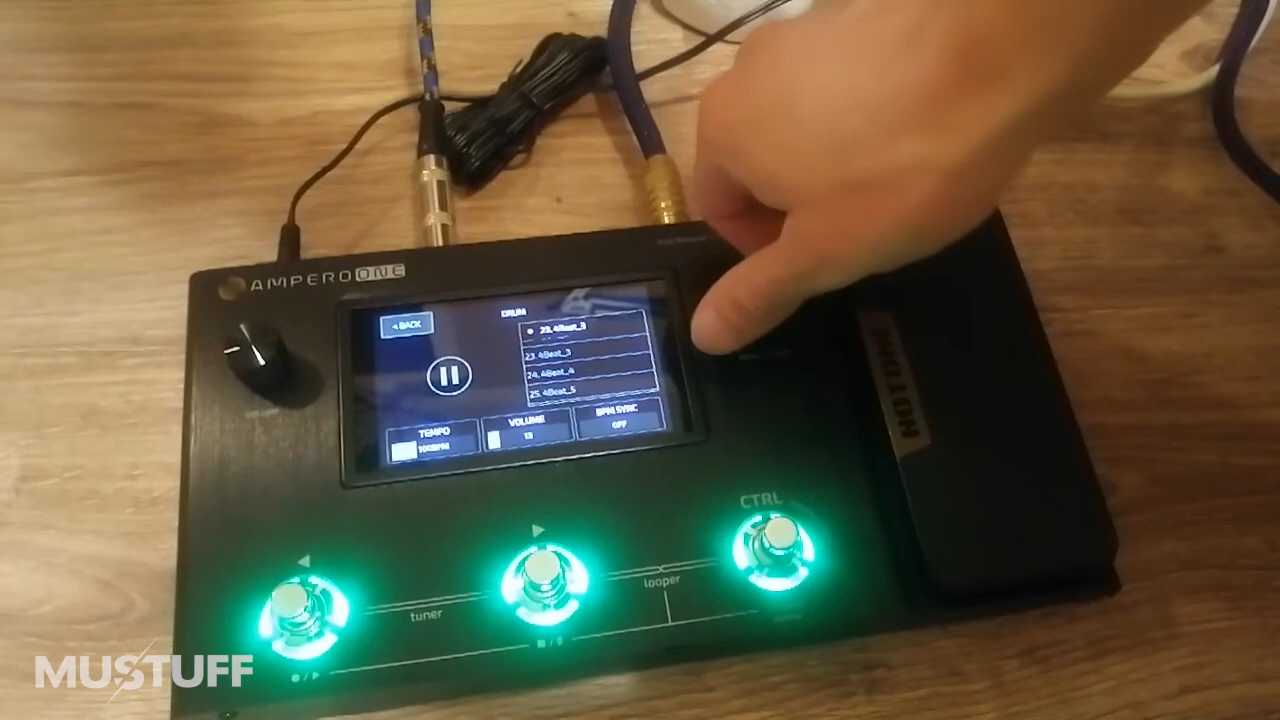 AMPERO ONE
< BACK
DRUM
23. 4Beat_3
23. 4Beat_3
24. 4Beat_4
25. 4Beat_5
TEMPO
100BPM
VOLUME
13
BPM SYNC
OFF
HOTONE
CTRL
tuner
looper
MUSTUFF